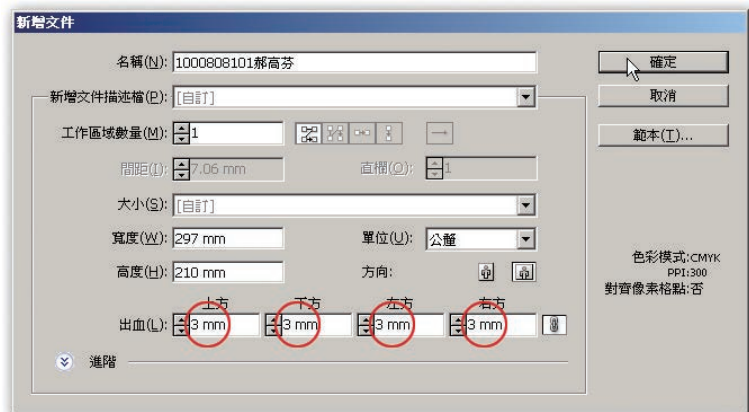 新增文件
名稱(N): 1000808101郝高芬
確定
新增文件描述檔(P): [自訂]
取消
工作區域數量(M): 1
範本(T)...
間距(I): 7.06 mm 直欄(O): 1
大小(S): [自訂]
寬度(W): 297 mm 單位(U): 公釐
高度(H): 210 mm 方向:
色彩模式:CMYK
PPI:300
對齊像素格點:否
上方 下方 左方 右方
出血(L): 3 mm 3 mm 3 mm 3 mm
進階